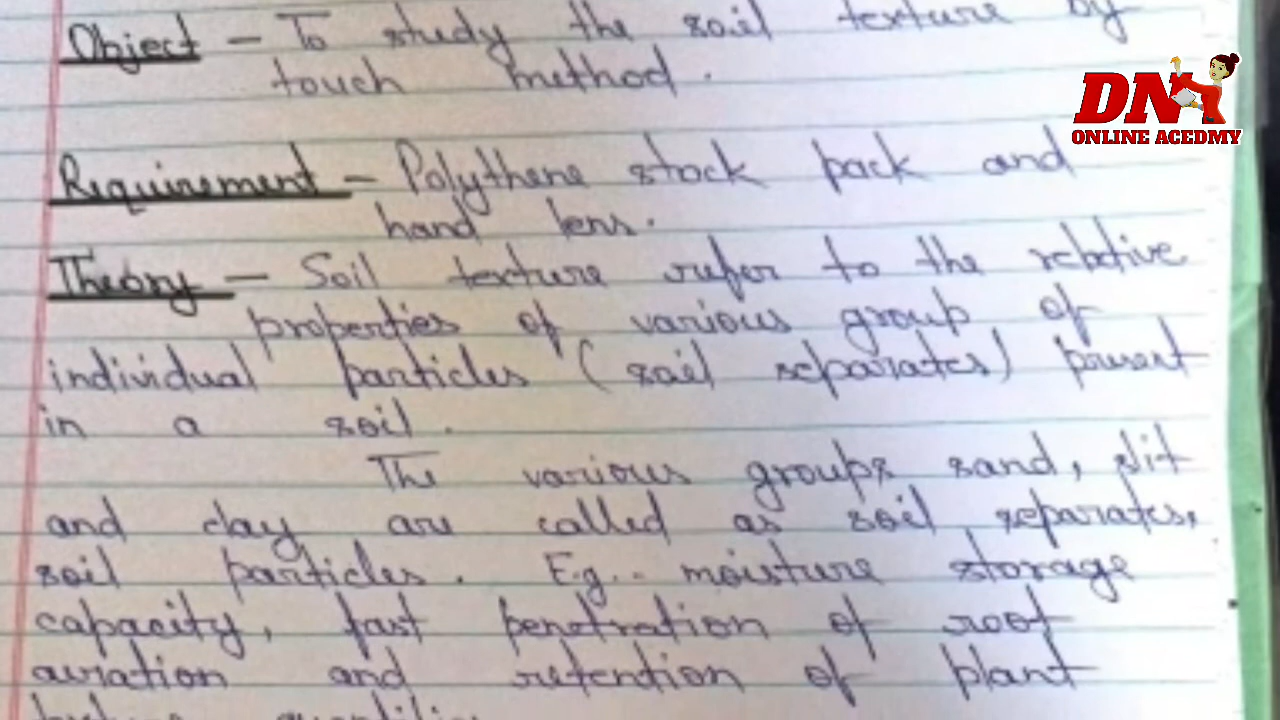 Object – To study the soil texture by
touch method.
DN
ONLINE ACEDMY
Requirement – Polythene stock pack and
hand lens.
Theory – Soil texture refer to the relative
properties of various group of
individual particles (soil separates) present
in a soil.
The various groups sand, slit
and clay are called as soil separates,
soil particles. E.g.. moisture storage
capacity, fast penetration of root
airation and retention of plant